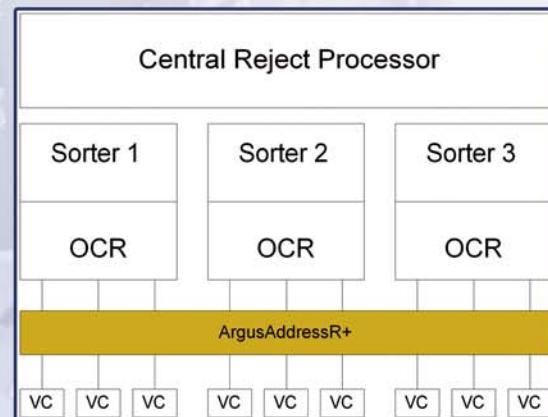 Central Reject Processor
Sorter 1 Sorter 2 Sorter 3
OCR OCR OCR
ArgusAddressR+
VC VC VC VC VC VC VC VC VC